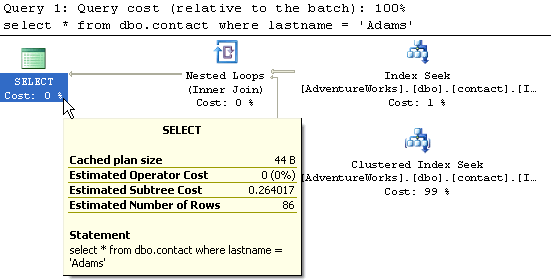 Query 1: Query cost (relative to the batch): 100%
select * from dbo.contact where lastname = 'Adams'
SELECT
Cost: 0 %
Nested Loops
(Inner Join)
Cost: 0 %
Index Seek
[AdventureWorks].[dbo].[contact].[I…
Cost: 1 %
Clustered Index Seek
[AdventureWorks].[dbo].[contact].[I…
Cost: 99 %
SELECT
Cached plan size 44 B
Estimated Operator Cost 0 (0%)
Estimated Subtree Cost 0.264017
Estimated Number of Rows 86
Statement
select * from dbo.contact where lastname =
'Adams'